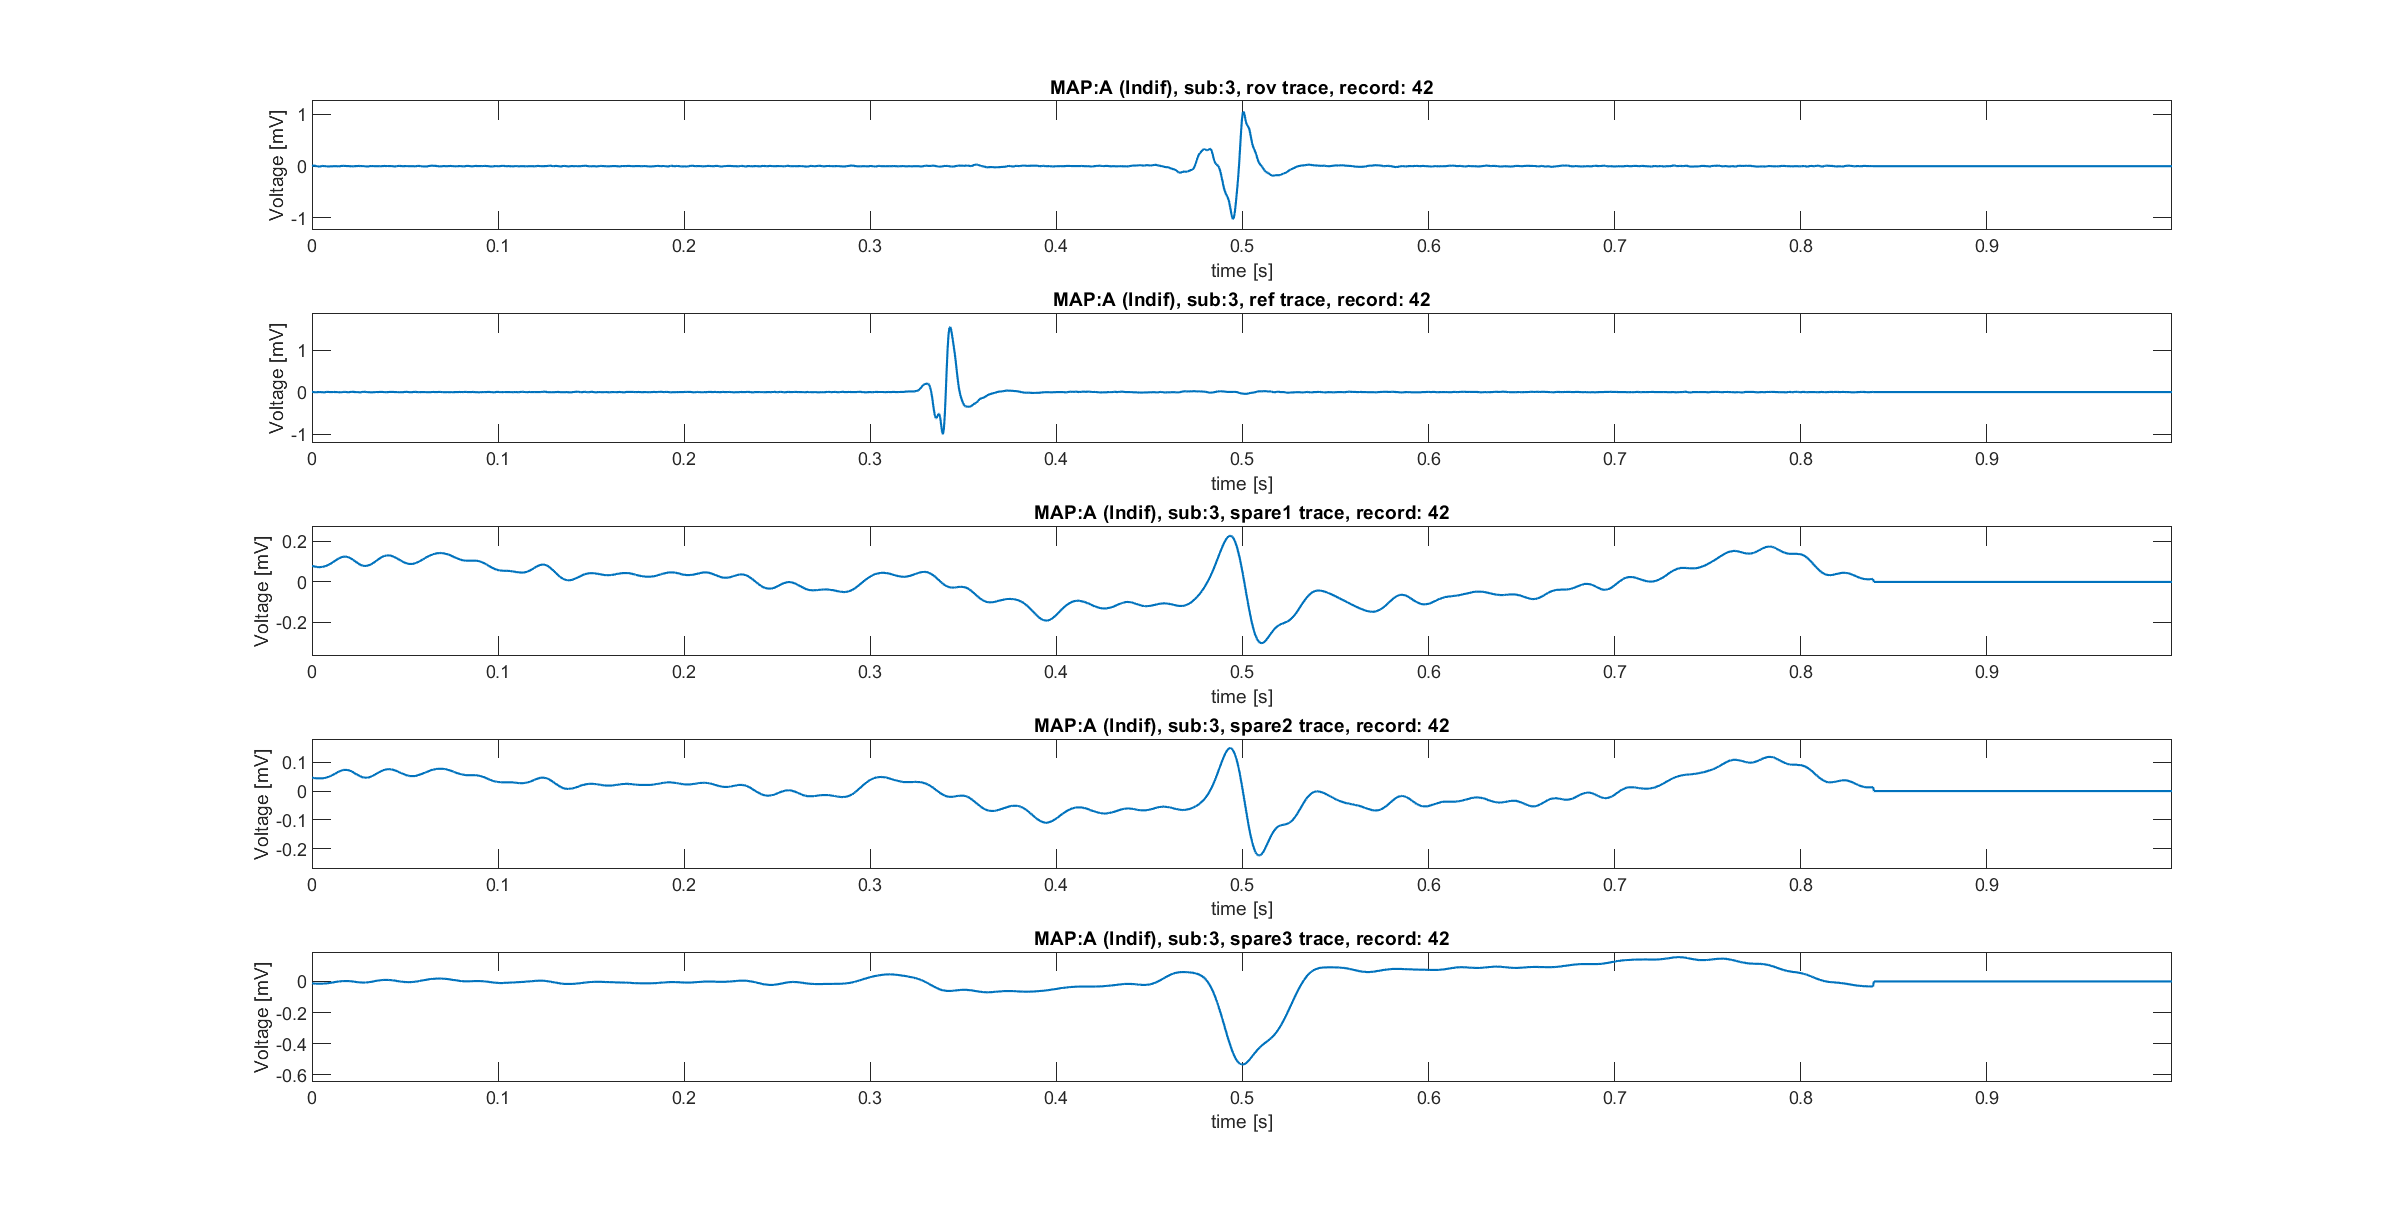 MAP:A (Indif), sub:3, rov trace, record: 42
Voltage [mV]
1
0
-1
0 0.1 0.2 0.3 0.4 0.5 0.6 0.7 0.8 0.9
time [s]
MAP:A (Indif), sub:3, ref trace, record: 42
Voltage [mV]
1
0
-1
0 0.1 0.2 0.3 0.4 0.5 0.6 0.7 0.8 0.9
time [s]
MAP:A (Indif), sub:3, spare1 trace, record: 42
Voltage [mV]
0.2
0
-0.2
0 0.1 0.2 0.3 0.4 0.5 0.6 0.7 0.8 0.9
time [s]
MAP:A (Indif), sub:3, spare2 trace, record: 42
Voltage [mV]
0.1
0
-0.1
-0.2
0 0.1 0.2 0.3 0.4 0.5 0.6 0.7 0.8 0.9
time [s]
MAP:A (Indif), sub:3, spare3 trace, record: 42
Voltage [mV]
0
-0.2
-0.4
-0.6
0 0.1 0.2 0.3 0.4 0.5 0.6 0.7 0.8 0.9
time [s]